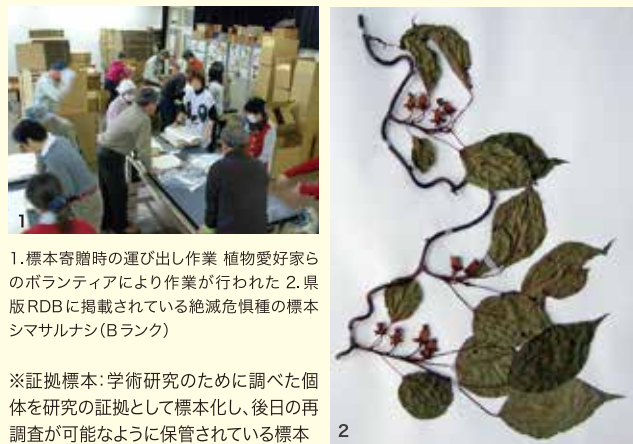 1
1.標本寄贈時の運び出し作業 植物愛好家ら
のボランティアにより作業が行われた 2.県
版RDBに掲載されている絶滅危惧種の標本
シマサルナシ(Bランク)
※証拠標本:学術研究のために調べた個
体を研究の証拠として標本化し、後日の再
調査が可能なように保管されている標本
2